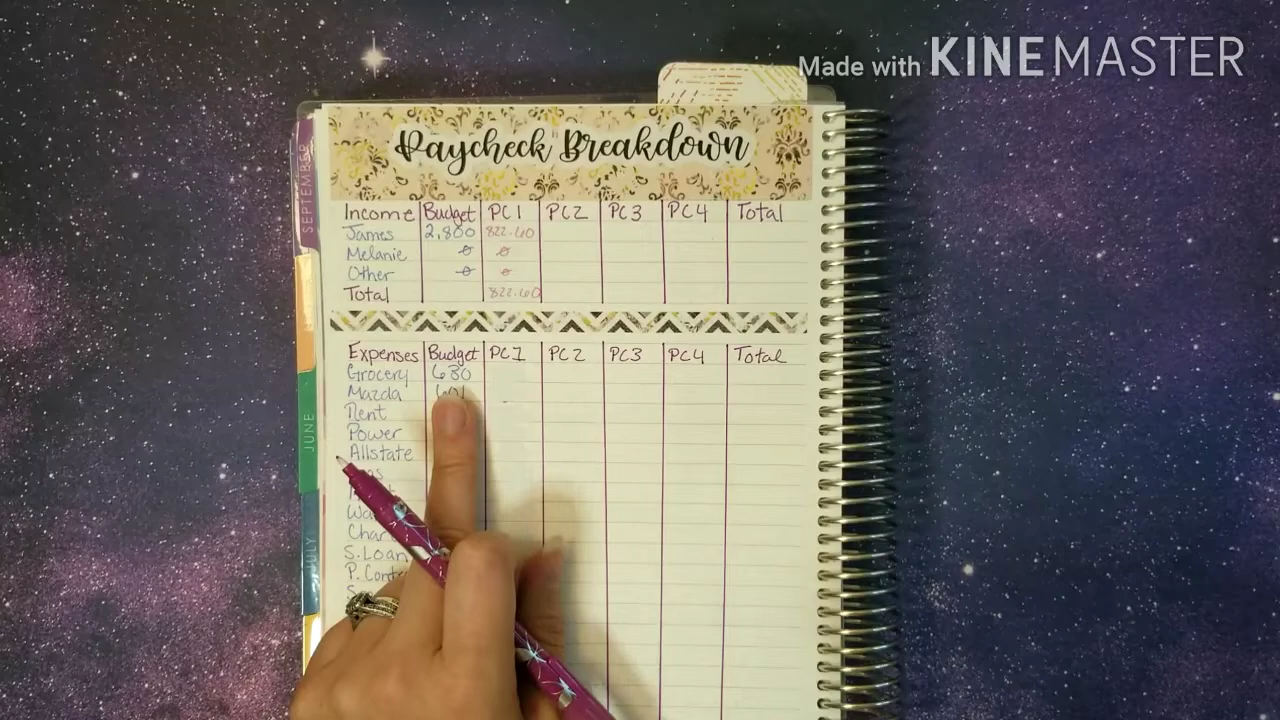 Made with KINEMASTER
SEPTEMBER
Paycheck Breakdown
Income Budget PC1 PC2 PC3 PC4 Total
James 2,800 822.60
Melanie 0 0
Other 0 0
Total 822.60
Expenses Budget PC1 PC2 PC3 PC4 Total
Grocery 680
Mazda
Rent
Power
Allstate
S. Loan
JUNE
JULY